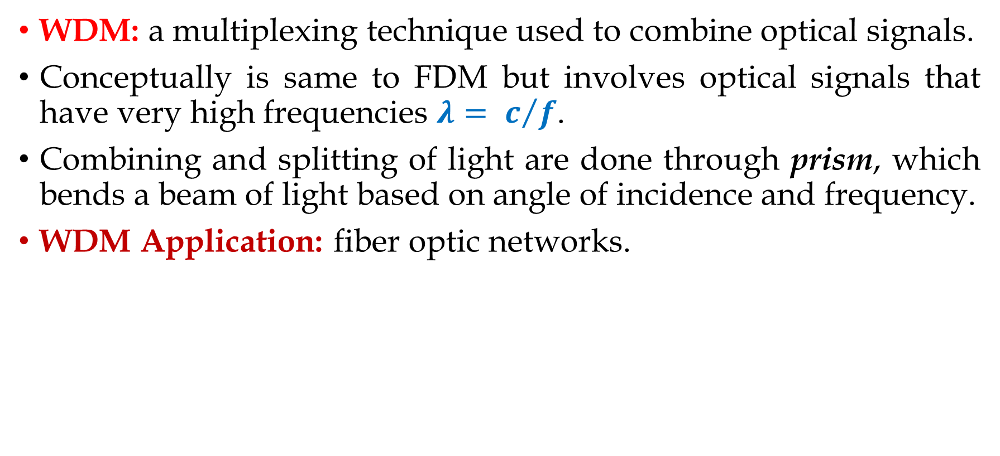 • WDM: a multiplexing technique used to combine optical signals.
• Conceptually is same to FDM but involves optical signals that
have very high frequencies λ = c/f.
• Combining and splitting of light are done through prism, which
bends a beam of light based on angle of incidence and frequency.
• WDM Application: fiber optic networks.